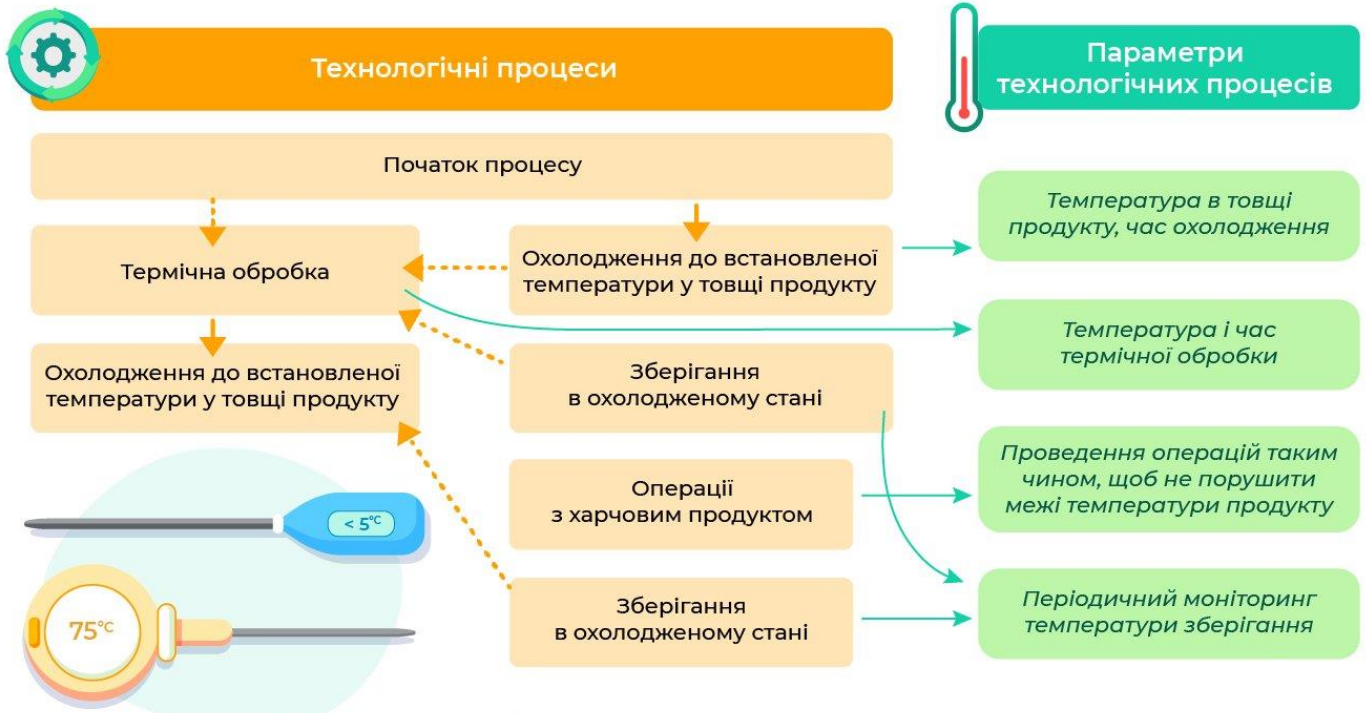 Технологічні процеси
Параметри
технологічних процесів
Початок процесу
Температура в товщі
продукту, час охолодження
Термічна обробка
Охолодження до встановленої
температури у товщі продукту
Температура і час
термічної обробки
Охолодження до встановленої
температури у товщі продукту
Зберігання
в охолодженому стані
Проведення операцій таким
чином, щоб не порушити
межі температури продукту
Операції
з харчовим продуктом
< 5°C
Зберігання
в охолодженому стані
Періодичний моніторинг
температури зберігання
75°C